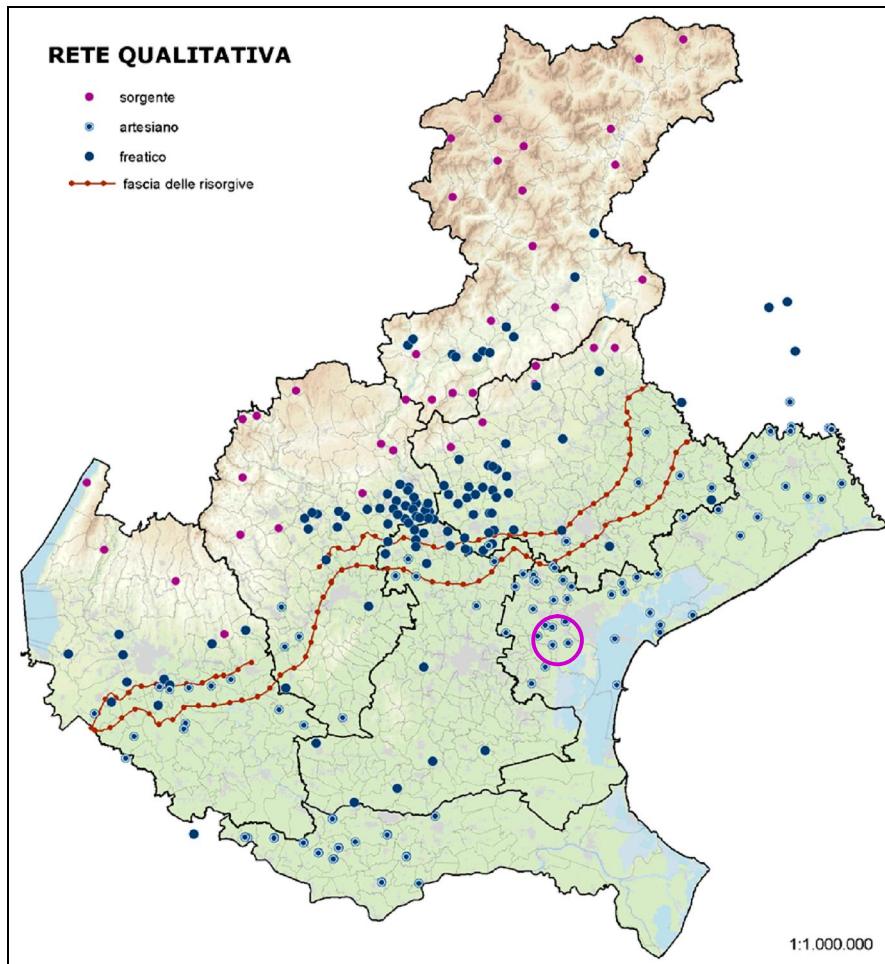 RETE QUALITATIVA
sorgente
artesiano
freatico
fascia delle risorgive
1:1.000.000